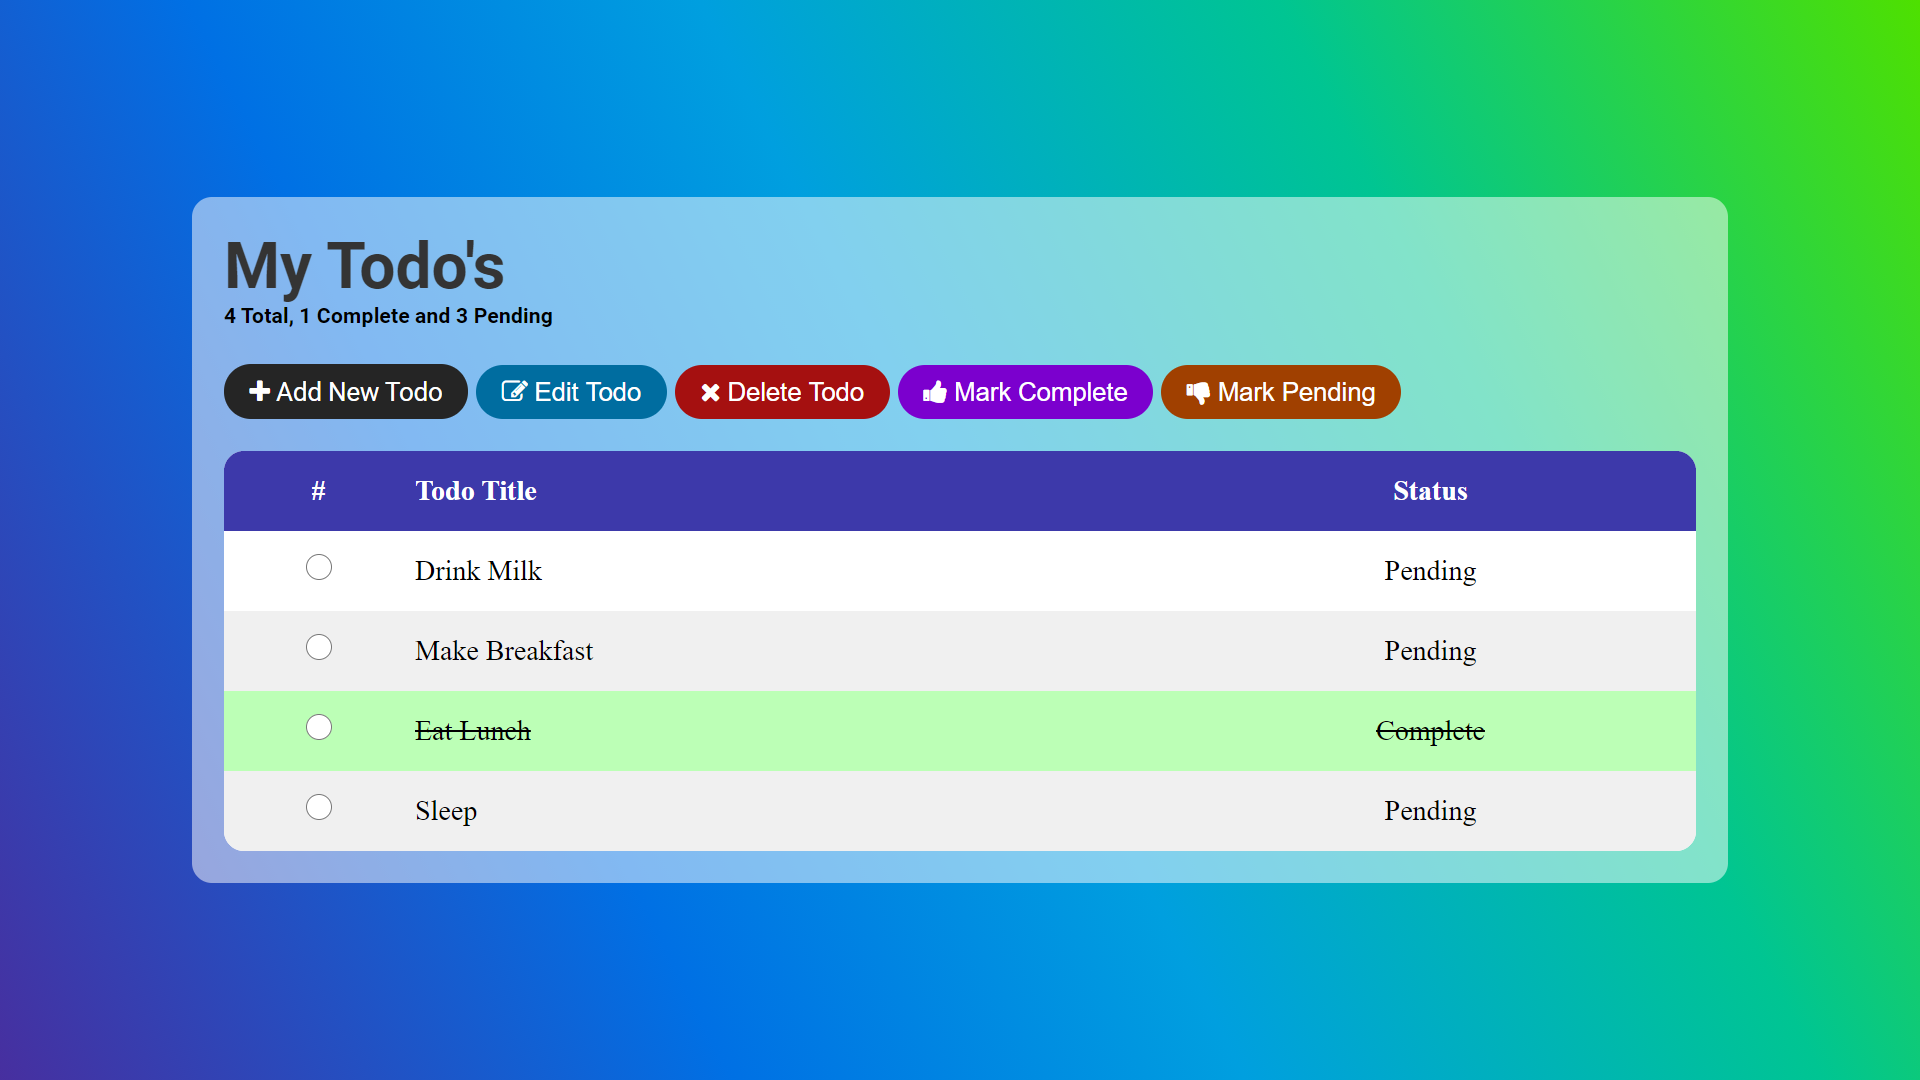 My Todo's
4 Total, 1 Complete and 3 Pending
Add New Todo Edit Todo Delete Todo Mark Complete Mark Pending
# Todo Title Status
Drink Milk Pending
Make Breakfast Pending
Eat Lunch Complete
Sleep Pending